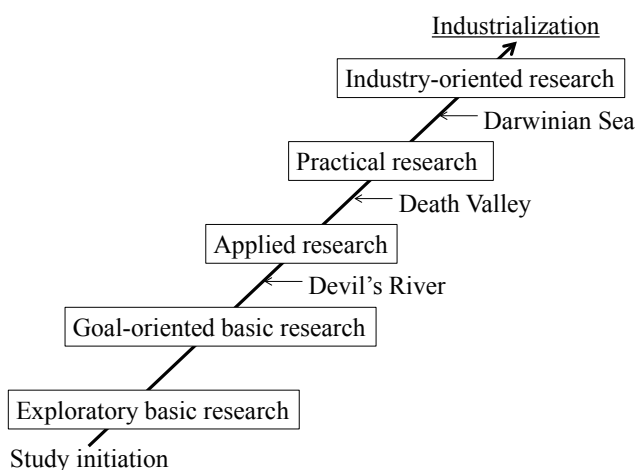 Industrialization
Industry-oriented research
Darwinian Sea
Practical research
Death Valley
Applied research
Devil’s River
Goal-oriented basic research
Exploratory basic research
Study initiation